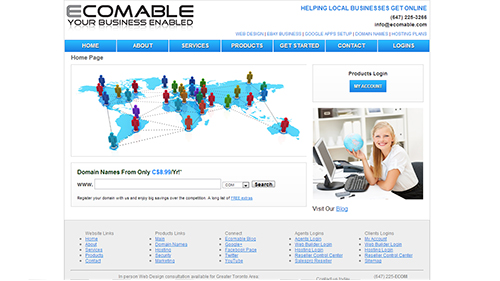 ECOMABLE
YOUR BUSINESS ENABLED
HELPING LOCAL BUSINESSES GET ONLINE
(647) 225-3266
info@ecomable.com
WEB DESIGN | EBAY BUSINESS | GOOGLE APPS SETUP | DOMAIN NAMES | HOSTING PLANS
HOME ABOUT SERVICES PRODUCTS GET STARTED CONTACT LOGINS
Home Page
Products Login
MY ACCOUNT
Domain Names From Only C$8.99/Yr!*
WWW. .COM Search
Register your domain with us and enjoy big savings over the competition. A long list of FREE extras
Visit Our Blog
Website Links
Home
About
Services
Products
Contact
Products Links
Main
Domain Names
Hosting
Security
Marketing
Connect
Ecomable Blog
Google+
Facebook Page
Twitter
YouTube
Agents Logins
Agents Login
Web Builder Login
Hosting Login
Reseller Control Center
Salespro Reseller
Clients Logins
My Account
Web Builder Login
Hosting Login
Reseller Control Center
Sitemap
In person Web Design consultation available for Greater Toronto Area
Contact us today
(647) 225-ECOM